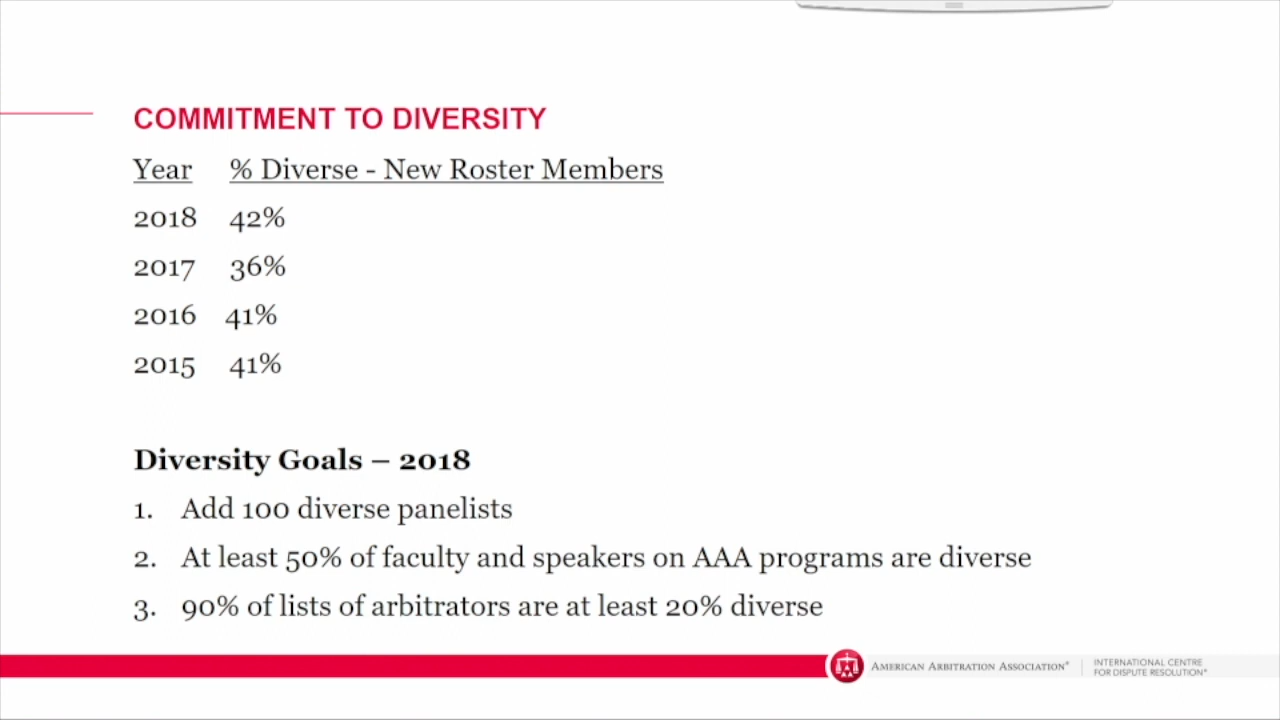 COMMITMENT TO DIVERSITY
Year % Diverse - New Roster Members
2018 42%
2017 36%
2016 41%
2015 41%
Diversity Goals – 2018
1. Add 100 diverse panelists
2. At least 50% of faculty and speakers on AAA programs are diverse
3. 90% of lists of arbitrators are at least 20% diverse
AMERICAN ARBITRATION ASSOCIATION®
INTERNATIONAL CENTRE
FOR DISPUTE RESOLUTION®